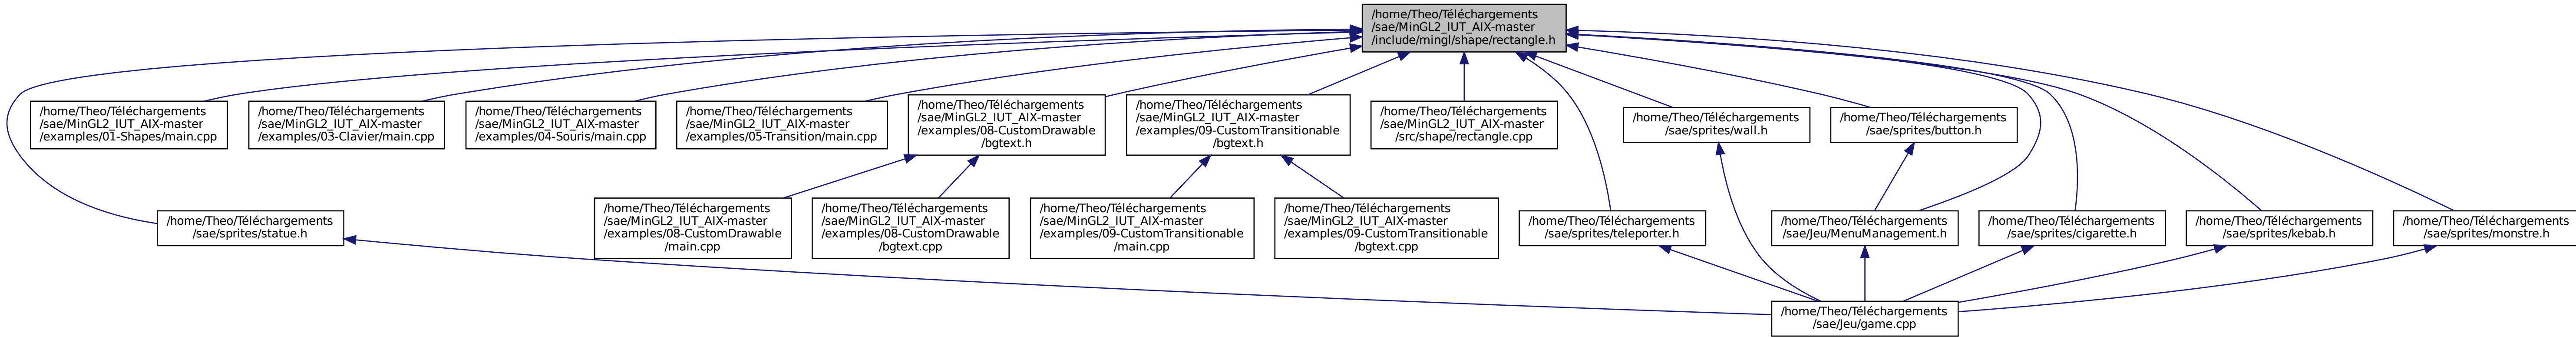 /home/Theo/Téléchargements
/sae/MinGL2_IUT_AIX-master
/include/mingl/shape/rectangle.h
/home/Theo/Téléchargements
/sae/MinGL2_IUT_AIX-master
/examples/01-Shapes/main.cpp
/home/Theo/Téléchargements
/sae/MinGL2_IUT_AIX-master
/examples/03-Clavier/main.cpp
/home/Theo/Téléchargements
/sae/MinGL2_IUT_AIX-master
/examples/04-Souris/main.cpp
/home/Theo/Téléchargements
/sae/MinGL2_IUT_AIX-master
/examples/05-Transition/main.cpp
/home/Theo/Téléchargements
/sae/MinGL2_IUT_AIX-master
/examples/08-CustomDrawable
/bgtext.h
/home/Theo/Téléchargements
/sae/MinGL2_IUT_AIX-master
/examples/09-CustomTransitionable
/bgtext.h
/home/Theo/Téléchargements
/sae/MinGL2_IUT_AIX-master
/src/shape/rectangle.cpp
/home/Theo/Téléchargements
/sae/sprites/wall.h
/home/Theo/Téléchargements
/sae/sprites/button.h
/home/Theo/Téléchargements
/sae/sprites/statue.h
/home/Theo/Téléchargements
/sae/MinGL2_IUT_AIX-master
/examples/08-CustomDrawable
/main.cpp
/home/Theo/Téléchargements
/sae/MinGL2_IUT_AIX-master
/examples/08-CustomDrawable
/bgtext.cpp
/home/Theo/Téléchargements
/sae/MinGL2_IUT_AIX-master
/examples/09-CustomTransitionable
/main.cpp
/home/Theo/Téléchargements
/sae/MinGL2_IUT_AIX-master
/examples/09-CustomTransitionable
/bgtext.cpp
/home/Theo/Téléchargements
/sae/sprites/teleporter.h
/home/Theo/Téléchargements
/sae/Jeu/MenuManagement.h
/home/Theo/Téléchargements
/sae/sprites/cigarette.h
/home/Theo/Téléchargements
/sae/sprites/kebab.h
/home/Theo/Téléchargements
/sae/sprites/monstre.h
/home/Theo/Téléchargements
/sae/Jeu/game.cpp